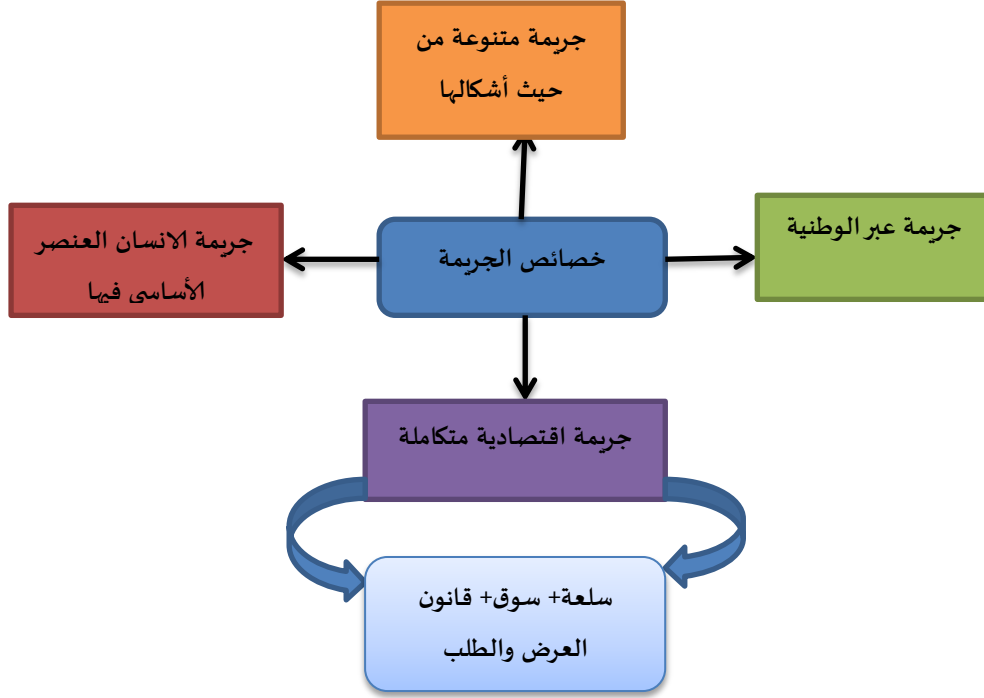 جريمة متنوعة من
حيث أشكالها
جريمة عبر الوطنية
خصائص الجريمة
جريمة الانسان العنصر
الأساسي فيها
جريمة اقتصادية متكاملة
سلعة+ سوق+ قانون
العرض والطلب